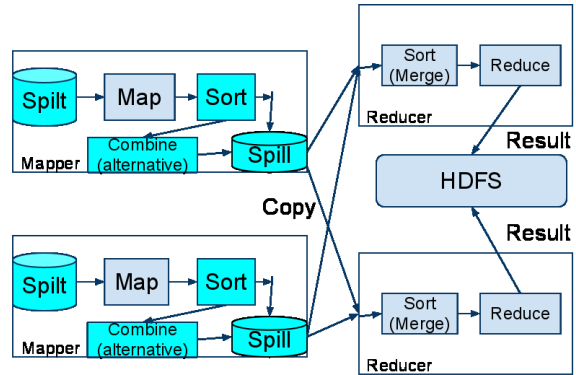 Spilt
Map
Sort
Combine
(alternative)
Spill
Mapper
Sort
(Merge)
Reduce
Reducer
Result
HDFS
Copy
Result
Spilt
Map
Sort
Combine
(alternative)
Spill
Mapper
Sort
(Merge)
Reduce
Reducer